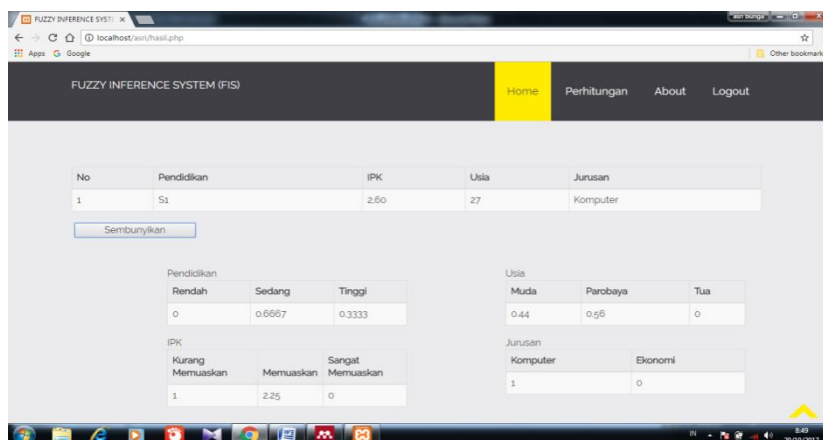 FUZZY INFERENCE SYSTE
asri bunga
localhost/asri/hasil.php
Apps Google Other bookmark
FUZZY INFERENCE SYSTEM (FIS) Home Perhitungan About Logout
No Pendidikan IPK Usia Jurusan
1 S1 2.60 27 Komputer
Sembunyikan
Pendidikan
Rendah Sedang Tinggi
0 0.6667 0.3333
Usia
Muda Parobaya Tua
0.44 0.56 0
IPK
Kurang Memuaskan Memuaskan Sangat Memuaskan
1 2.25 0
Jurusan
Komputer Ekonomi
1 0
IN 8:49